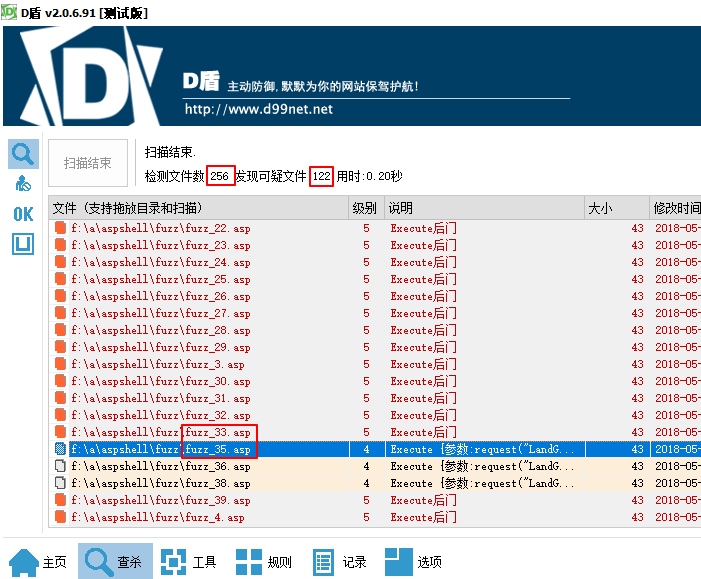 D盾 v2.0.6.91 [测试版]
D盾 主动防御,默默为你的网站保驾护航!
http://www.d99net.net
扫描结束
扫描结束.
检测文件数 256 发现可疑文件 122 用时:0.20秒
OK
文件 (支持拖放目录和扫描) 级别 说明 大小 修改时间
f:\a\aspshell\fuzz\fuzz_22.asp 5 Execute后门 43 2018-05-
f:\a\aspshell\fuzz\fuzz_23.asp 5 Execute后门 43 2018-05-
f:\a\aspshell\fuzz\fuzz_24.asp 5 Execute后门 43 2018-05-
f:\a\aspshell\fuzz\fuzz_25.asp 5 Execute后门 43 2018-05-
f:\a\aspshell\fuzz\fuzz_26.asp 5 Execute后门 43 2018-05-
f:\a\aspshell\fuzz\fuzz_27.asp 5 Execute后门 43 2018-05-
f:\a\aspshell\fuzz\fuzz_28.asp 5 Execute后门 43 2018-05-
f:\a\aspshell\fuzz\fuzz_29.asp 5 Execute后门 43 2018-05-
f:\a\aspshell\fuzz\fuzz_3.asp 5 Execute后门 43 2018-05-
f:\a\aspshell\fuzz\fuzz_30.asp 5 Execute后门 43 2018-05-
f:\a\aspshell\fuzz\fuzz_31.asp 5 Execute后门 43 2018-05-
f:\a\aspshell\fuzz\fuzz_32.asp 5 Execute后门 43 2018-05-
f:\a\aspshell\fuzz\fuzz_33.asp 5 Execute后门 43 2018-05-
f:\a\aspshell\fuzz\fuzz_35.asp 4 Execute {参数:request("LandG... 43 2018-05-
f:\a\aspshell\fuzz\fuzz_36.asp 4 Execute {参数:request("LandG... 43 2018-05-
f:\a\aspshell\fuzz\fuzz_38.asp 4 Execute {参数:request("LandG... 43 2018-05-
f:\a\aspshell\fuzz\fuzz_39.asp 5 Execute后门 43 2018-05-
f:\a\aspshell\fuzz\fuzz_4.asp 5 Execute后门 43 2018-05-
主页 查杀 工具 规则 记录 选项